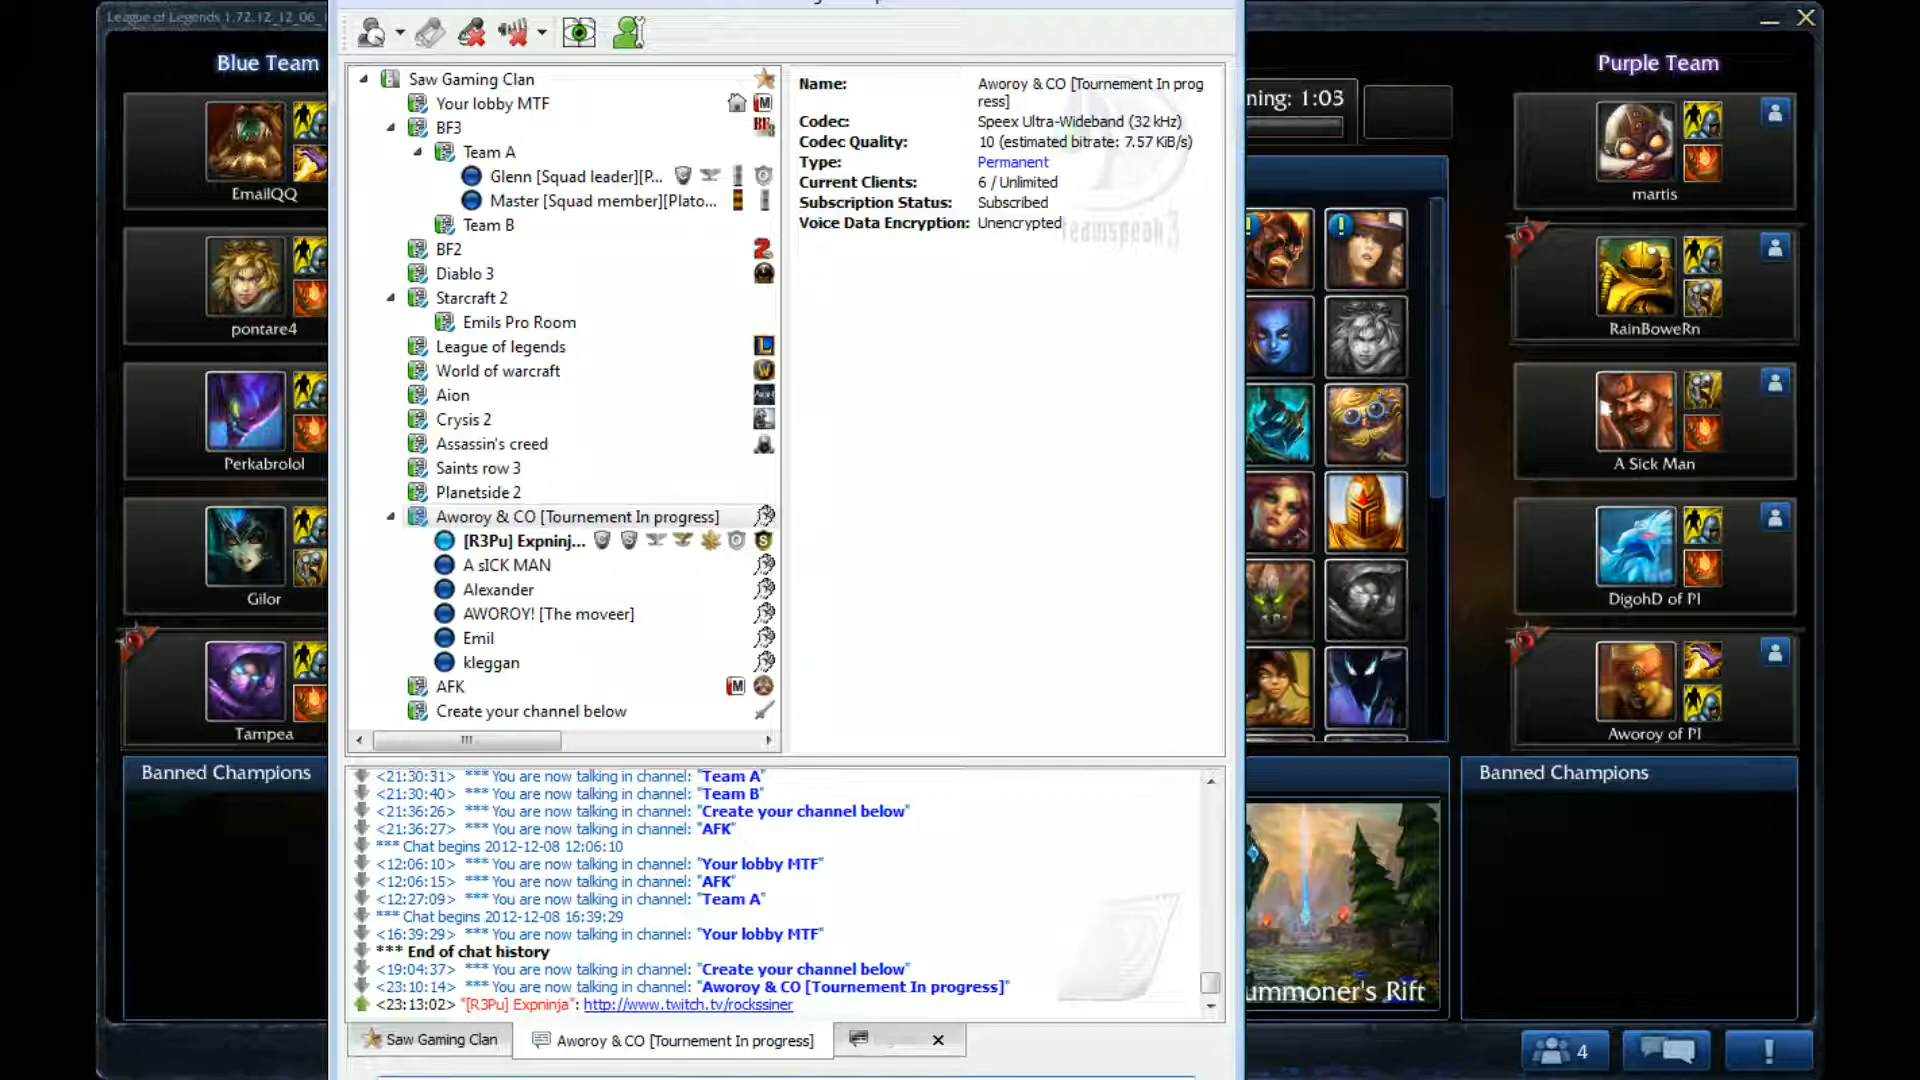 League of Legends 1.72.12_12_06_
Blue Team
EmailQQ
pontare4
Perkabrolol
Gilor
Tampea
Banned Champions
Saw Gaming Clan
Your lobby MTF
M
BF3
BF3
Team A
Glenn [Squad leader][P...
Master [Squad member][Plato...
Team B
BF2
2
Diablo 3
Starcraft 2
Emils Pro Room
League of legends
L
World of warcraft
W
Aion
Crysis 2
Assassin's creed
Saints row 3
Planetside 2
Aworoy & CO [Tournement In progress]
[R3Pu] Expninj...
A sICK MAN
Alexander
AWOROY! [The moveer]
Emil
kleggan
AFK
M
Create your channel below
Name: Aworoy & CO [Tournement In prog
ress]
Codec: Speex Ultra-Wideband (32 kHz)
Codec Quality: 10 (estimated bitrate: 7.57 KiB/s)
Type: Permanent
Current Clients: 6 / Unlimited
Subscription Status: Subscribed
Voice Data Encryption: Unencrypted
teamspeak 3
<21:30:31> *** You are now talking in channel: "Team A"
<21:30:40> *** You are now talking in channel: "Team B"
<21:36:26> *** You are now talking in channel: "Create your channel below"
<21:36:27> *** You are now talking in channel: "AFK"
*** Chat begins 2012-12-08 12:06:10
<12:06:10> *** You are now talking in channel: "Your lobby MTF"
<12:06:15> *** You are now talking in channel: "AFK"
<12:27:09> *** You are now talking in channel: "Team A"
*** Chat begins 2012-12-08 16:39:29
<16:39:29> *** You are now talking in channel: "Your lobby MTF"
*** End of chat history
<19:04:37> *** You are now talking in channel: "Create your channel below"
<23:10:14> *** You are now talking in channel: "Aworoy & CO [Tournement In progress]"
<23:13:02> "[R3Pu] Expninja": http://www.twitch.tv/rockssiner
Saw Gaming Clan
Aworoy & CO [Tournement In progress]
ning: 1:03
ummoner's Rift
Purple Team
martis
RainBoweRn
A Sick Man
DigohD of Pl
Aworoy of Pl
Banned Champions
4